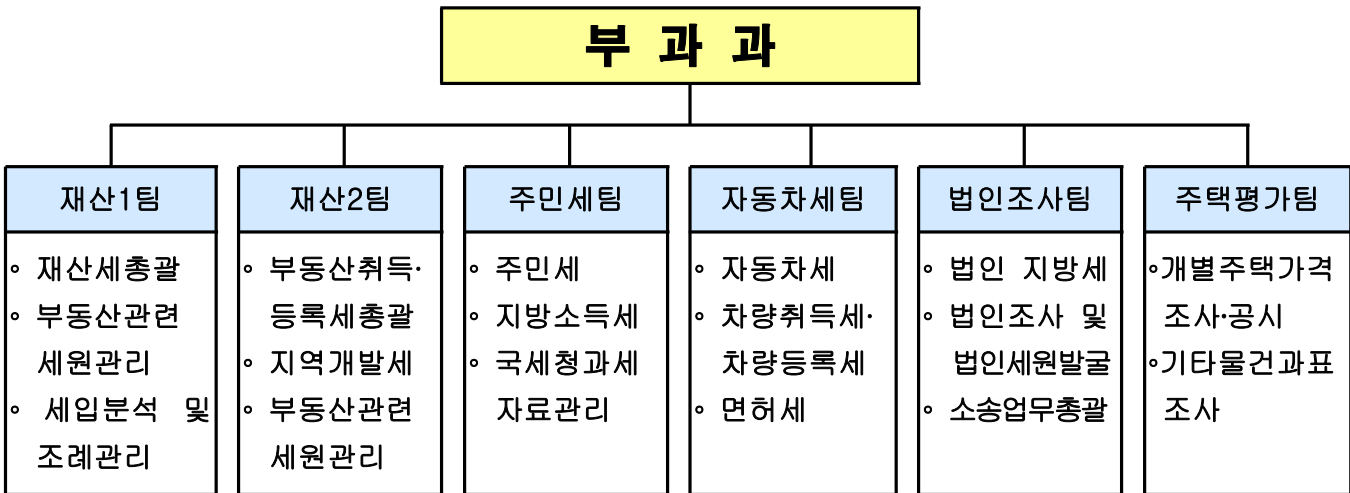 부 과 과
재산1팀
재산세총괄
부동산관련
세원관리
세입분석 및
조례관리
재산2팀
부동산취득·
등록세총괄
지역개발세
부동산관련
세원관리
주민세팀
주민세
지방소득세
국세청과세
자료관리
자동차세팀
자동차세
차량취득세·
차량등록세
면허세
법인조사팀
법인 지방세
법인조사 및
법인세원발굴
소송업무총괄
주택평가팀
개별주택가격
조사·공시
기타물건과표
조사